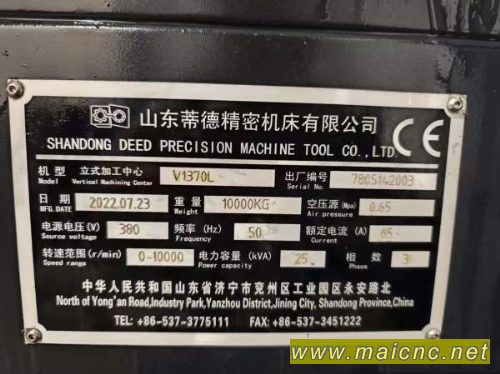 山东蒂德精密机床有限公司
SHANDONG DEED PRECISION MACHINE TOOL CO.,LTD.
CE
机型 立式加工中心 V1370L 出厂编号 7805142003
Model Vertical Machining Center Serial No.
日期 2022.07.23 重量 10000KG 空压源 (Mpa) 0.65
MFG.DATE Weight Air pressure
电源电压(V) 380 频率(Hz) 50 额定电流(A) 65
Source voltage Frequency Current
转速范围(r/min) 0-10000 电力容量(kVA) 25 相数 3
Speed range Power capacity
中华人民共和国山东省济宁市兖州区工业园区永安路北
North of Yong'an Road,Industry Park,Yanzhou District,Jining City,Shandong Province,China
TEL: +86-537-3775111 FAX: +86-537-3451222
www.maicnc.net